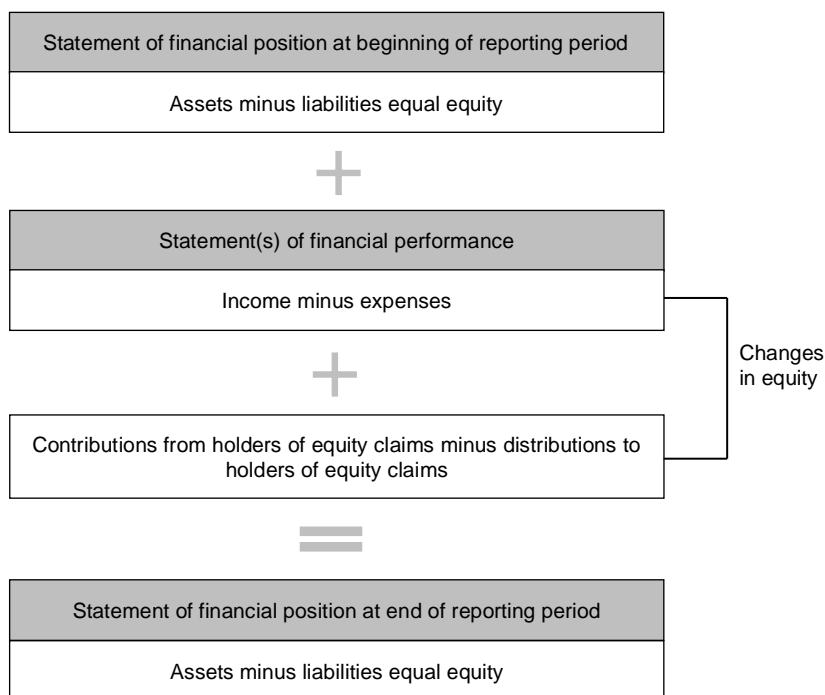 Statement of financial position at beginning of reporting period
Assets minus liabilities equal equity
+
Statement(s) of financial performance
Income minus expenses
Changes
in equity
+
Contributions from holders of equity claims minus distributions to
holders of equity claims
=
Statement of financial position at end of reporting period
Assets minus liabilities equal equity